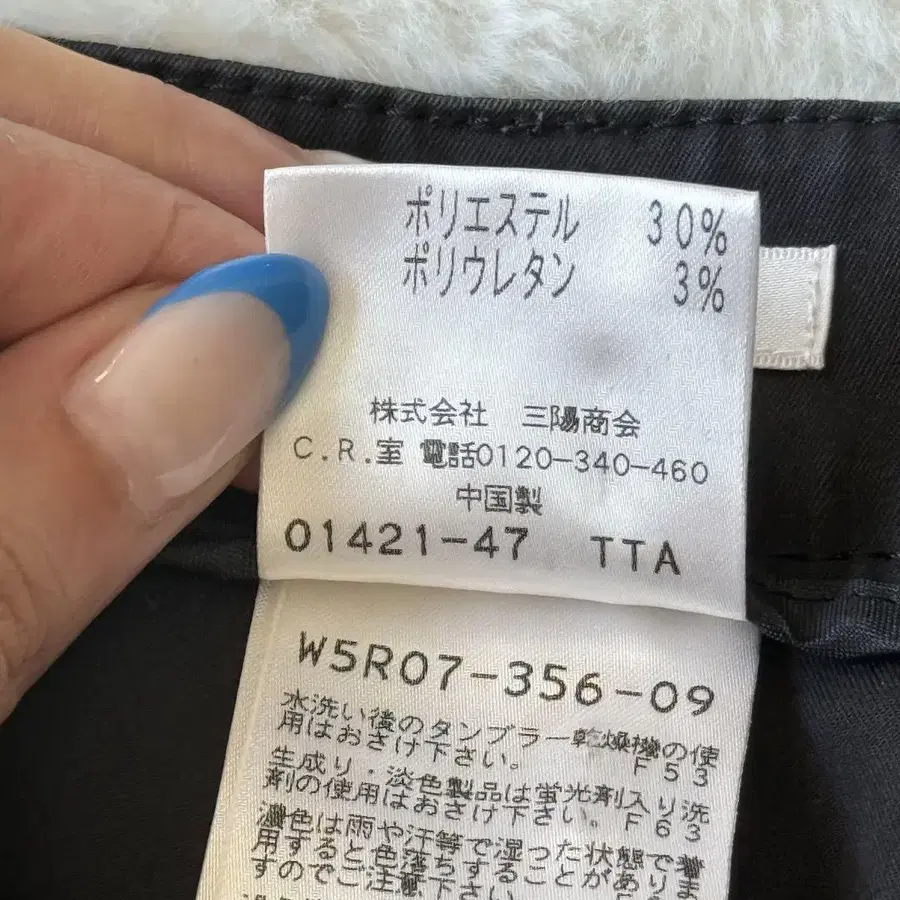 ポリエステル 30%
ポリウレタン 3%
株式会社 三陽商会
C.R.室 電話0120-340-460
中国製
01421-47 TTA
W5R07-356-09
水洗い後のタンブラー乾燥機の使
用はおさけ下さい。 F53
生成り・淡色製品は蛍光剤入り洗
剤の使用はおさけ下さい。F63
濃色は雨や汗等で湿った状態で着
用すると色落ちすることがありま
すのでご注意下さい。